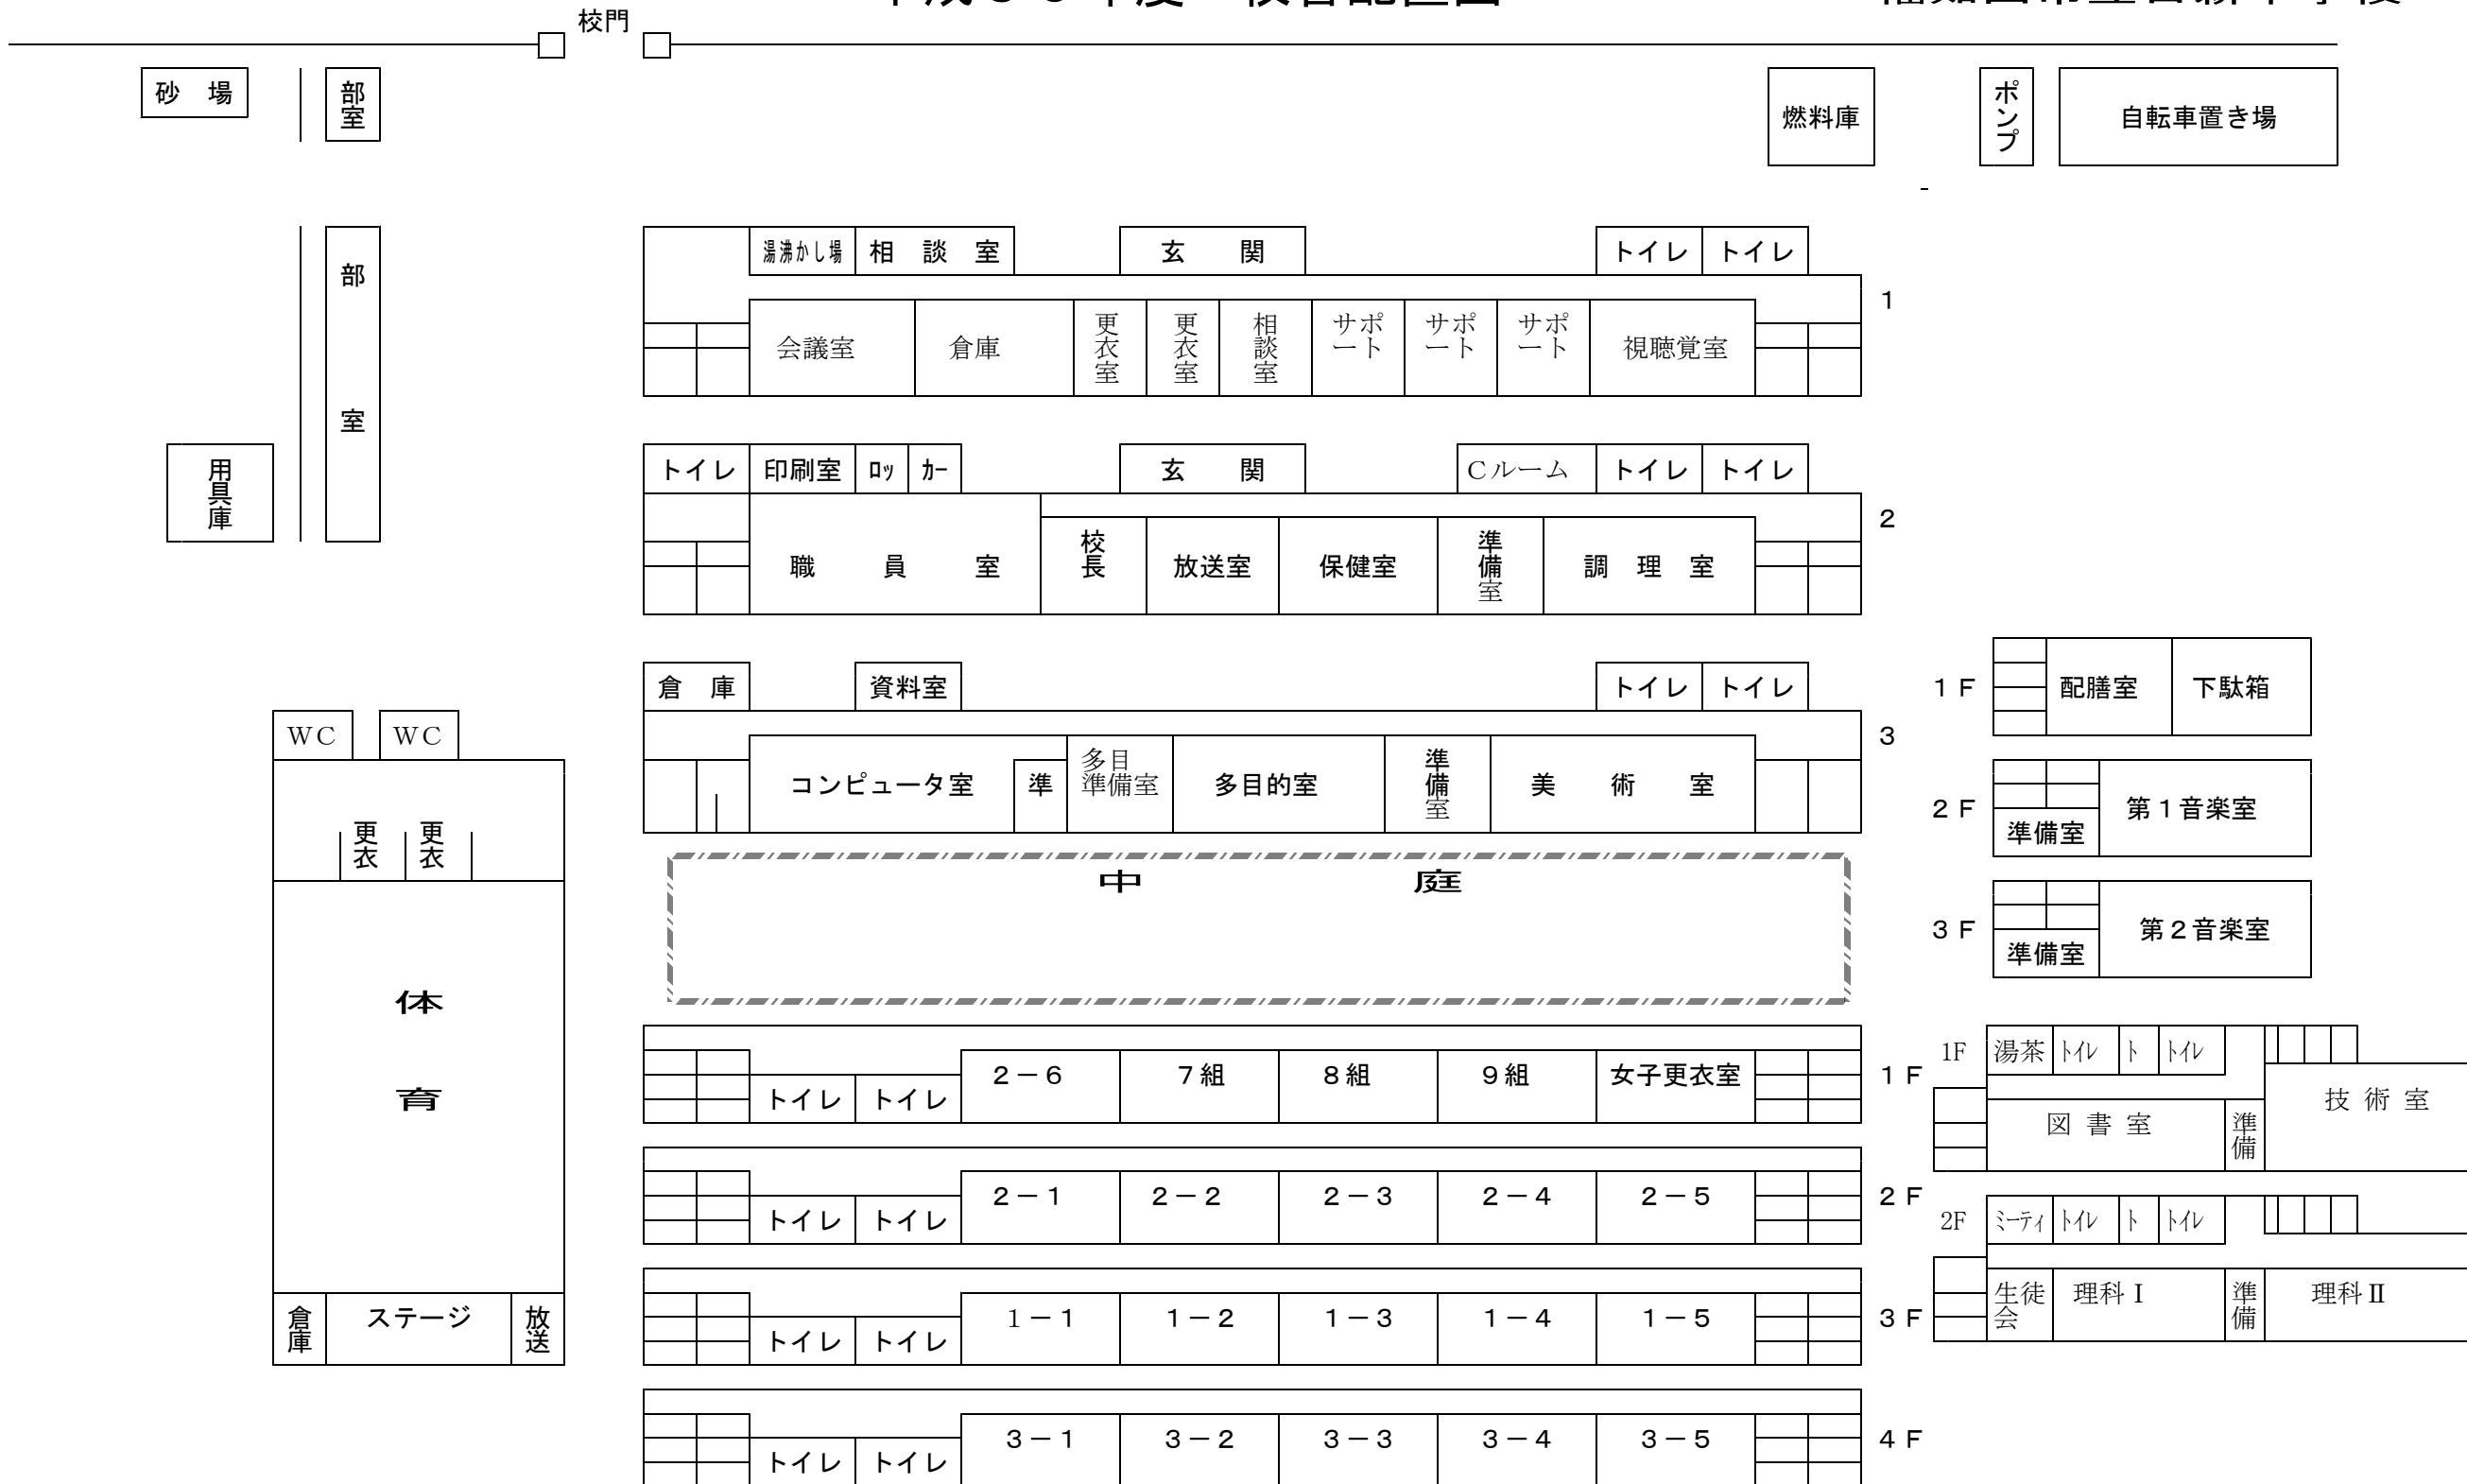 校門
砂　場
部室
燃料庫
ポンプ
自転車置き場
湯沸かし場　相　談　室　玄　関　トイレ　トイレ
1
会議室　倉庫　更衣室　更衣室　相談室　サポート　サポート　サポート　視聴覚室
部　室
用具庫
トイレ　印刷室　ﾛｯ　ｶｰ　玄　関　Ｃルーム　トイレ　トイレ
2
職　員　室　校長　放送室　保健室　準備室　調　理　室
倉　庫　資料室　トイレ　トイレ
3
コンピュータ室　準　多目準備室　多目的室　準備室　美　術　室
１Ｆ　配膳室　下駄箱
２Ｆ　準備室　第１音楽室
３Ｆ　準備室　第２音楽室
ＷＣ　ＷＣ
更衣　更衣
体
育
倉庫　ステージ　放送
中　庭
２－６　７組　８組　９組　女子更衣室　１Ｆ
トイレ　トイレ
２－１　２－２　２－３　２－４　２－５　２Ｆ
トイレ　トイレ
１－１　１－２　１－３　１－４　１－５　３Ｆ
トイレ　トイレ
３－１　３－２　３－３　３－４　３－５　４Ｆ
トイレ　トイレ
1F　湯茶　ﾄｲﾚ　ﾄ　ﾄｲﾚ
図　書　室　準備　技　術　室
2F　ﾐｰﾃｨ　ﾄｲﾚ　ﾄ　ﾄｲﾚ
生徒会　理科Ⅰ　準備　理科Ⅱ